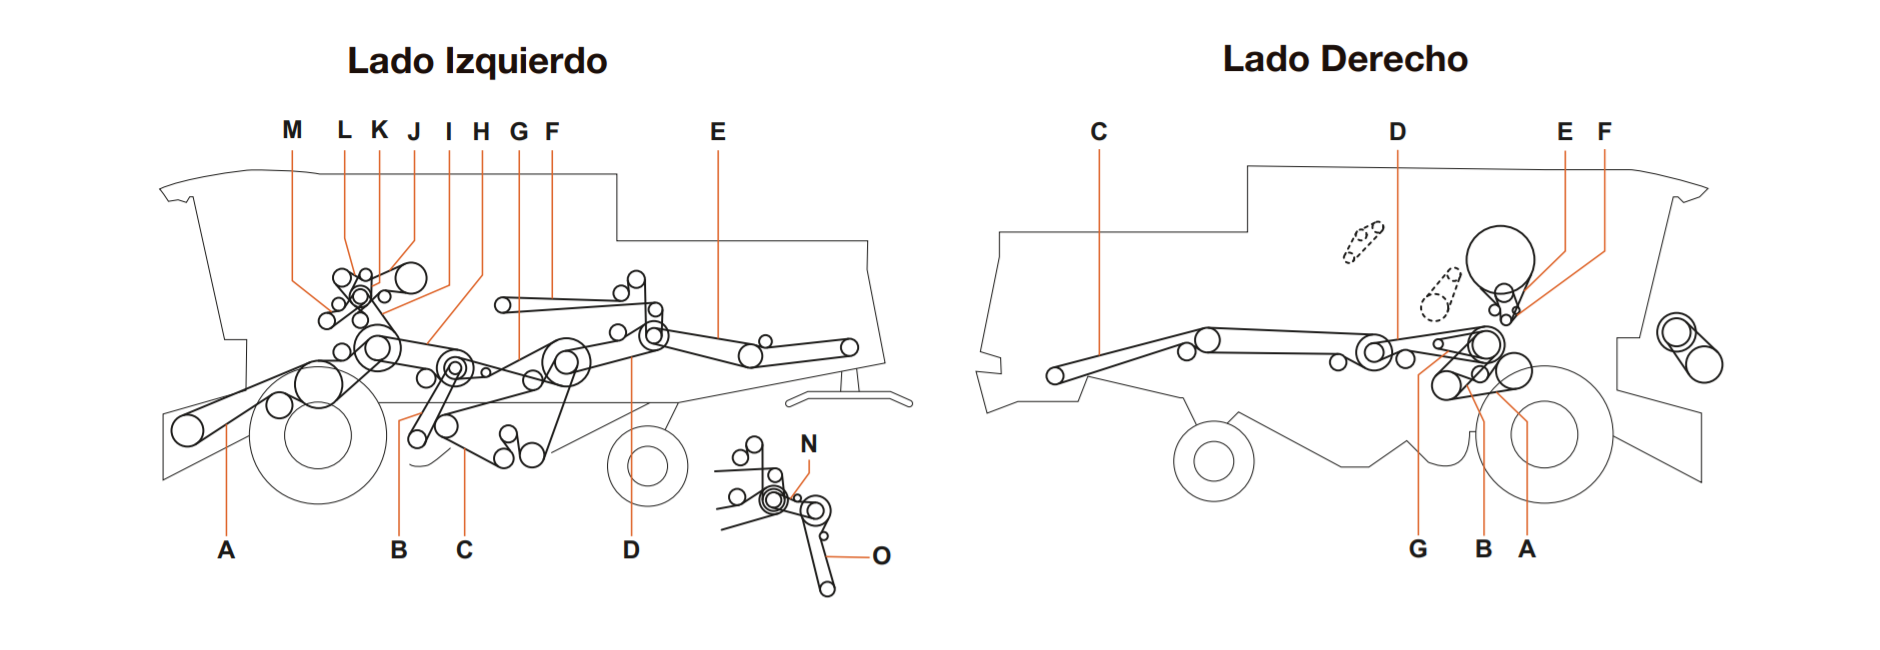 Lado Izquierdo
M L K J I H G F E
A B C D
N
O
Lado Derecho
C D E F
G B A